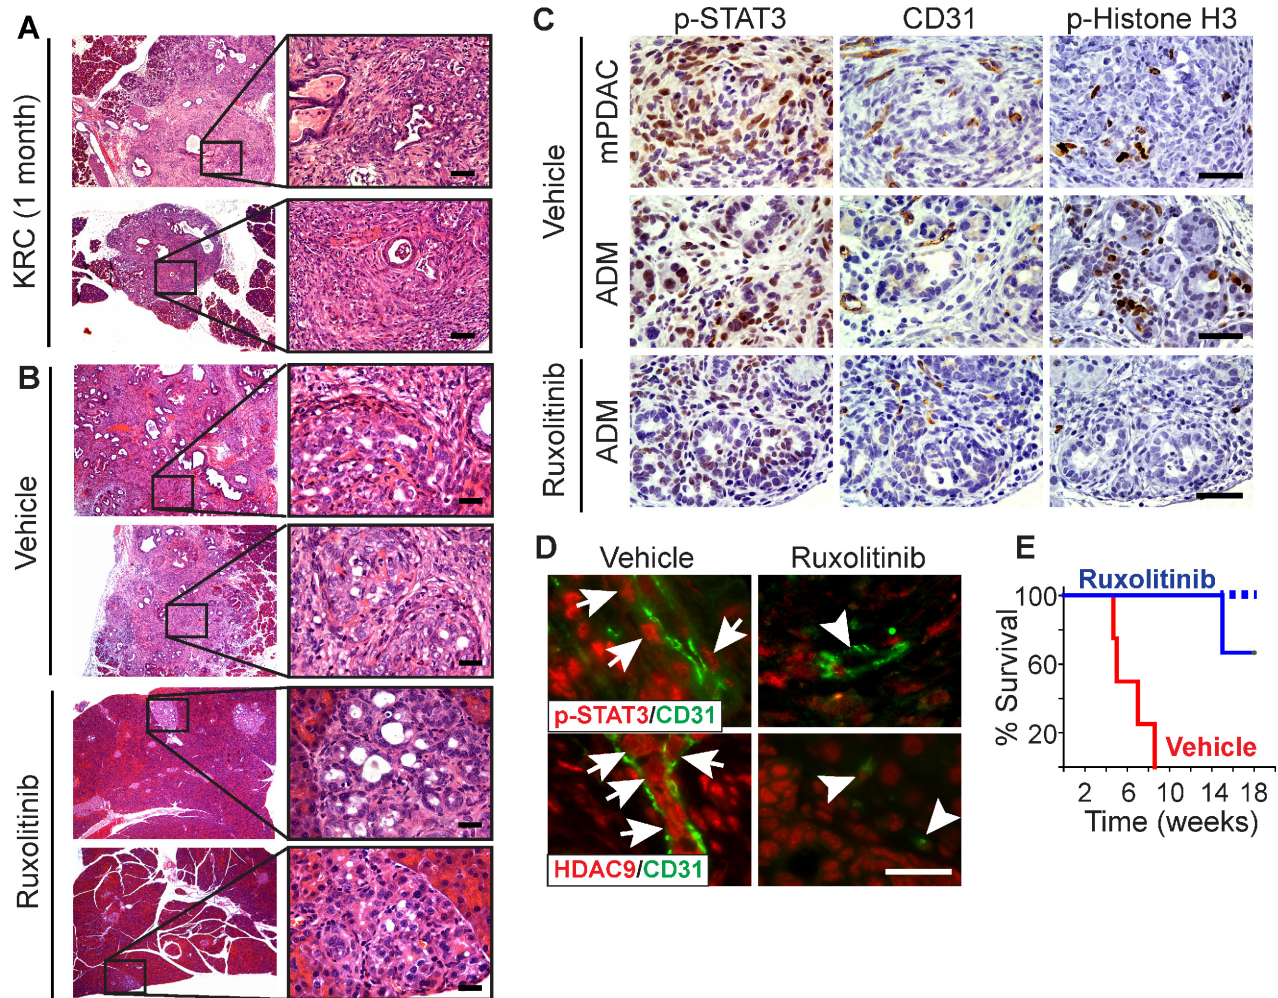 A
KRC (1 month)
B
Vehicle
Ruxolitinib
C
p-STAT3
CD31
p-Histone H3
Vehicle
mPDAC
ADM
Ruxolitinib
ADM
D
Vehicle
Ruxolitinib
p-STAT3/CD31
HDAC9/CD31
E
Ruxolitinib
100
60
20
% Survival
Vehicle
2 6 10 14 18
Time (weeks)